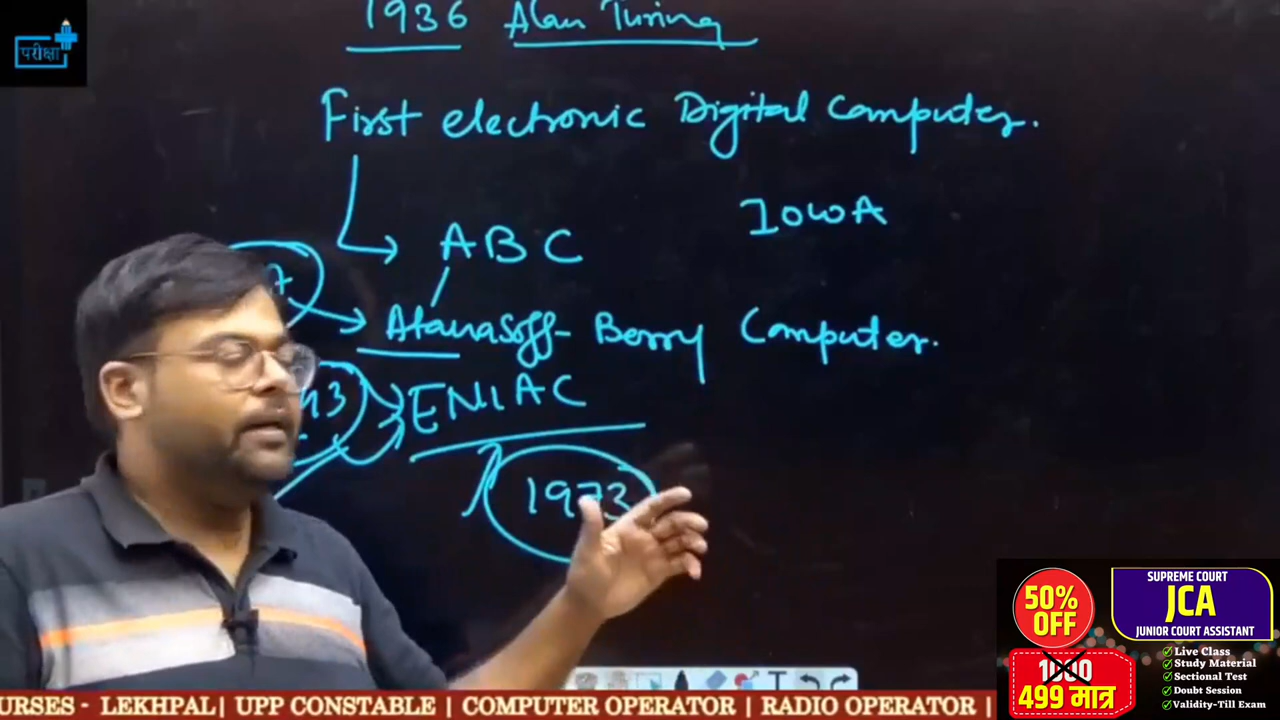 परीक्षा
1936 Alan Turing
First electronic Digital Computer.
IowA
ABC
Atanasoff-Berry Computer.
ENIAC
1973
50%
OFF
1000
499 मात्र
SUPREME COURT
JCA
JUNIOR COURT ASSISTANT
Live Class
Study Material
Sectional Test
Doubt Session
Validity-Till Exam
URSES - LEKHPAL| UPP CONSTABLE | COMPUTER OPERATOR | RADIO OPERATOR |